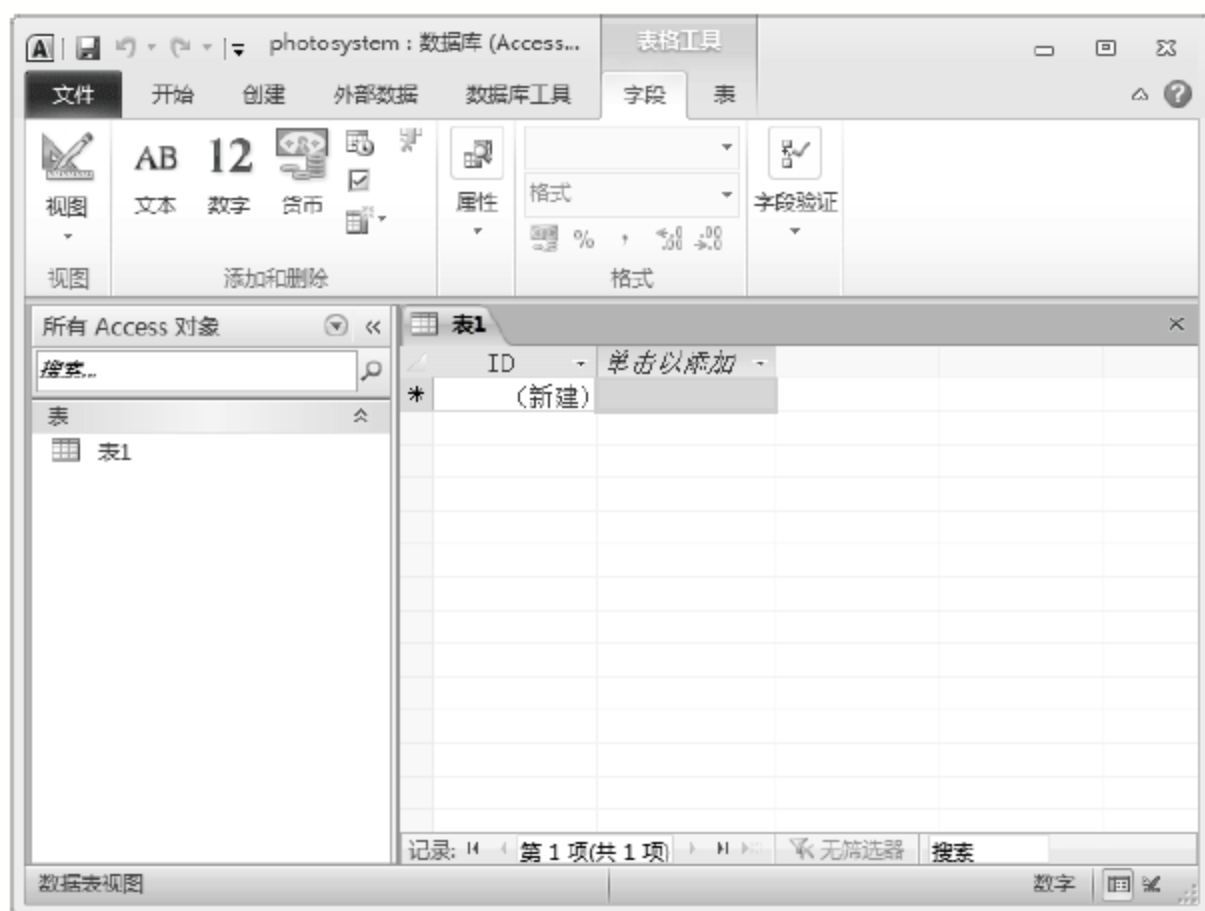 photosystem : 数据库 (Access...
表格工具
文件 开始 创建 外部数据 数据库工具 字段 表
AB 12
视图 文本 数字 货币 属性 格式 字段验证
% ,
视图 添加和删除 格式
所有 Access 对象 «
表1
搜索...
ID 单击以添加
* (新建)
表
表1
记录: 第 1 项(共 1 项) 无筛选器 搜索
数据表视图 数字